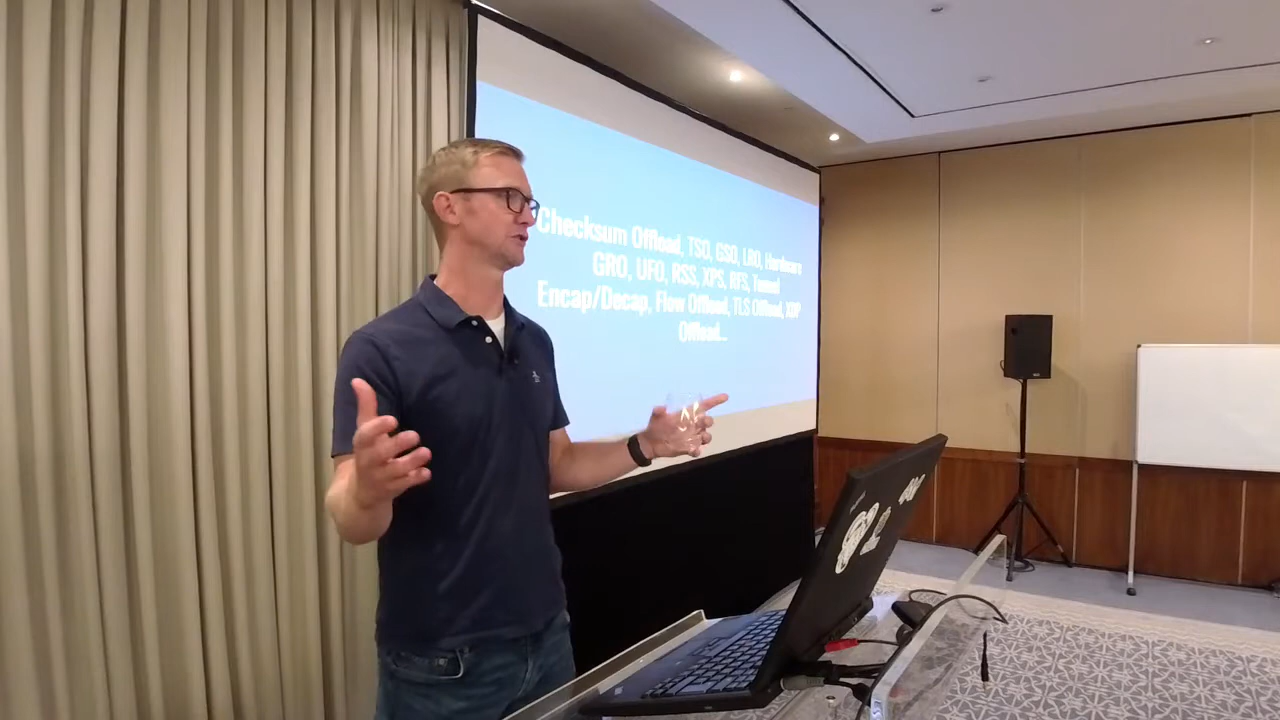 Checksum Offload, TSO, GSO, LRO, Hardware
GRO, UFO, RSS, XPS, RFS, Tunnel
Encap/Decap, Flow Offload, TLS Offload, XDP
Offload...